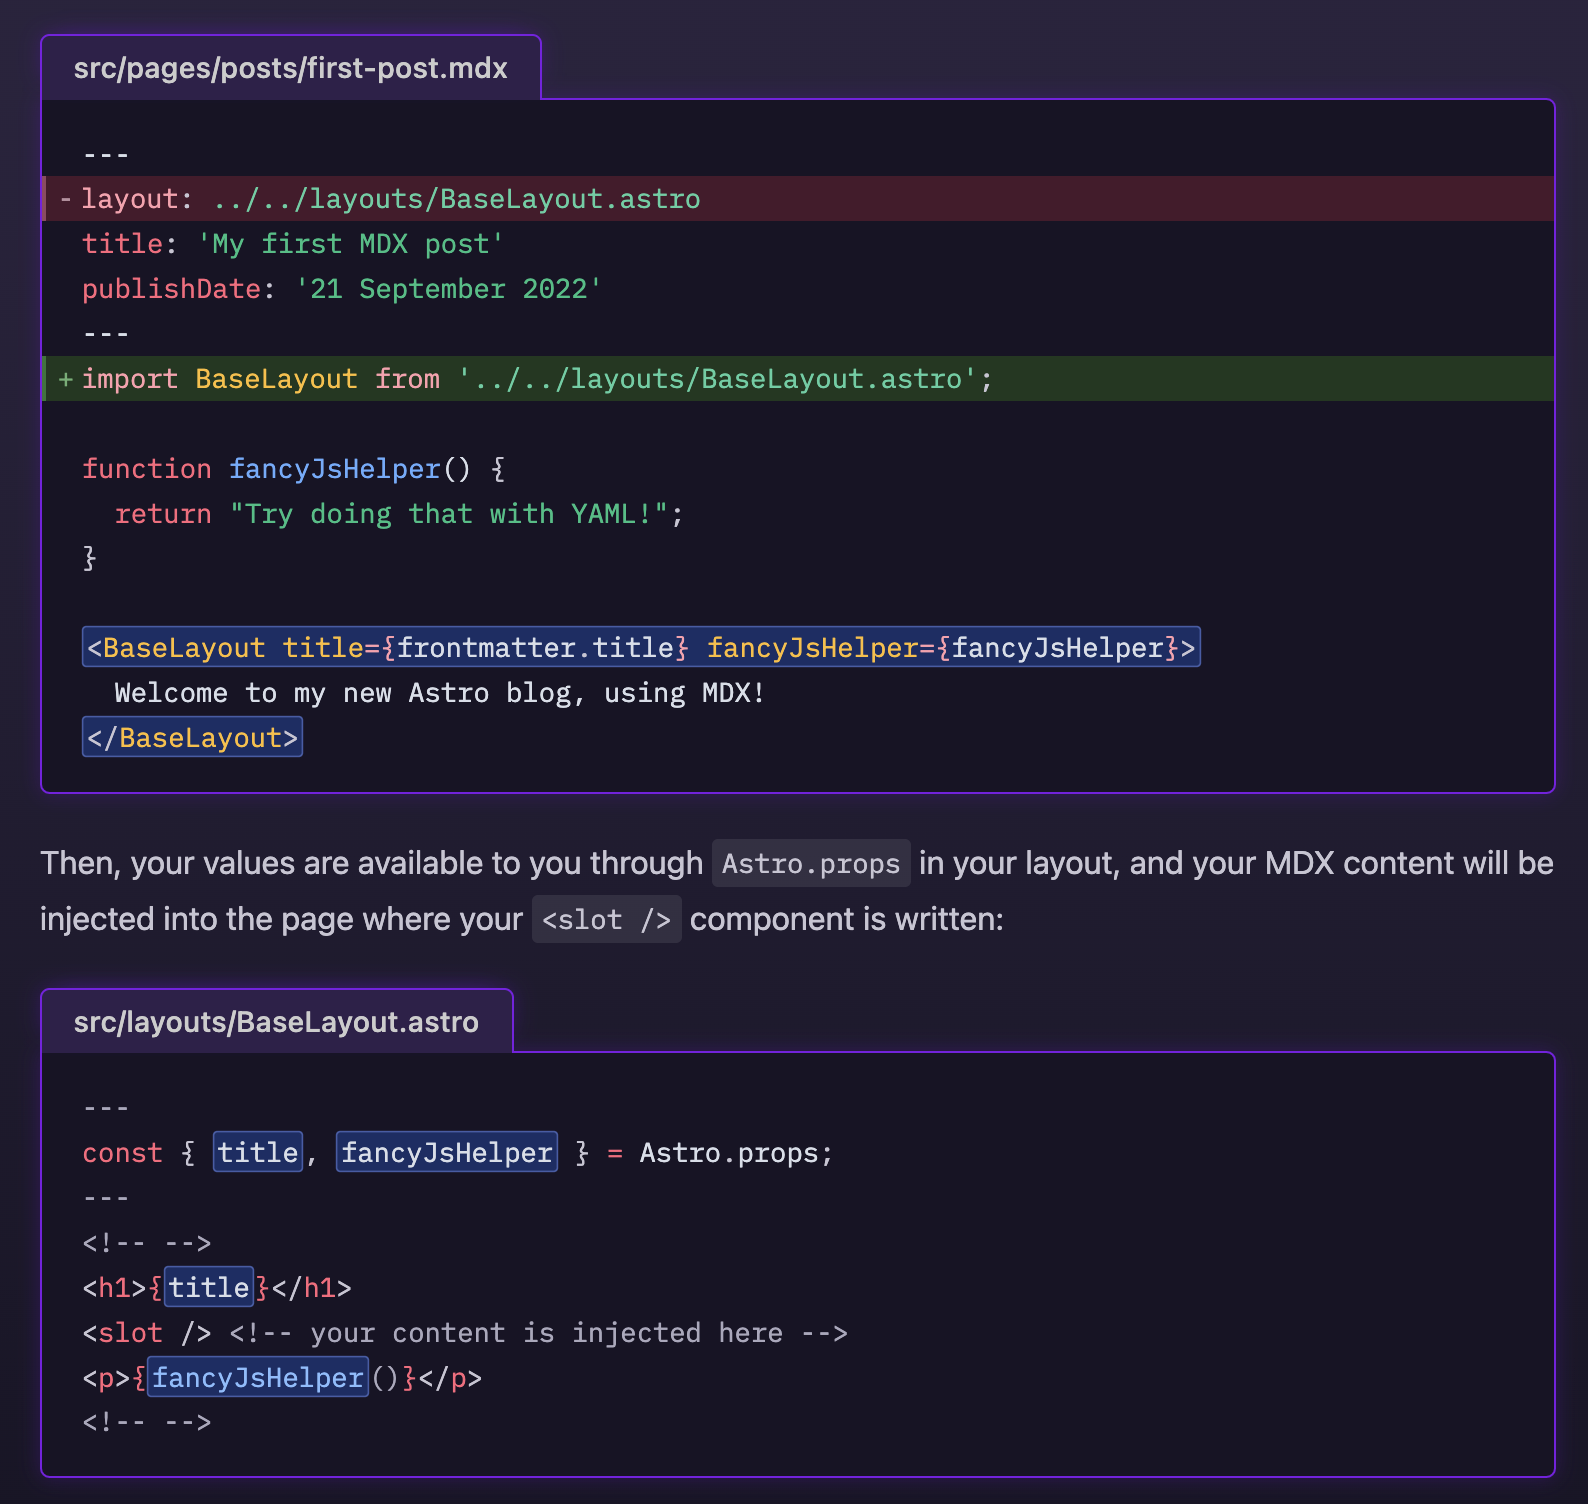 src/pages/posts/first-post.mdx
---
- layout: ../../layouts/BaseLayout.astro
title: 'My first MDX post'
publishDate: '21 September 2022'
---
+ import BaseLayout from '../../layouts/BaseLayout.astro';
function fancyJsHelper() {
  return "Try doing that with YAML!";
}
<BaseLayout title={frontmatter.title} fancyJsHelper={fancyJsHelper}>
  Welcome to my new Astro blog, using MDX!
</BaseLayout>
Then, your values are available to you through Astro.props in your layout, and your MDX content will be
injected into the page where your <slot /> component is written:
src/layouts/BaseLayout.astro
---
const { title, fancyJsHelper } = Astro.props;
---
<!-- -->
<h1>{title}</h1>
<slot /> <!-- your content is injected here -->
<p>{fancyJsHelper()}</p>
<!-- -->